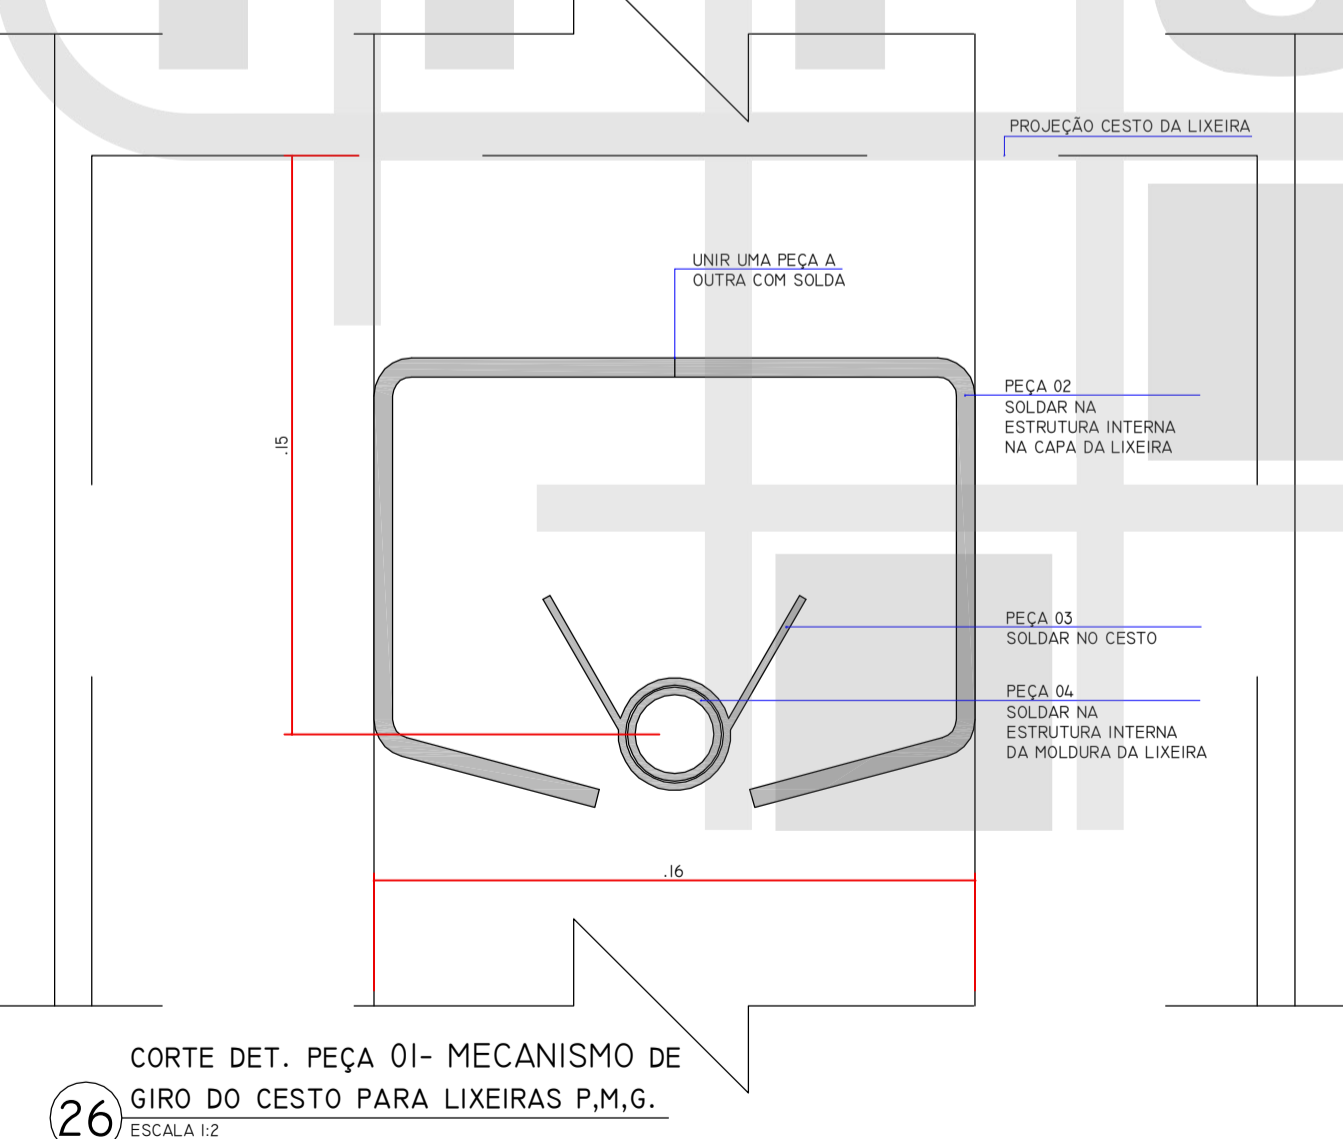 PROJEÇÃO CESTO DA LIXEIRA
UNIR UMA PEÇA A
OUTRA COM SOLDA
PEÇA 02
SOLDAR NA
ESTRUTURA INTERNA
NA CAPA DA LIXEIRA
.15
PEÇA 03
SOLDAR NO CESTO
PEÇA 04
SOLDAR NA
ESTRUTURA INTERNA
DA MOLDURA DA LIXEIRA
.16
CORTE DET. PEÇA 01- MECANISMO DE
GIRO DO CESTO PARA LIXEIRAS P,M,G.
26
ESCALA 1:2